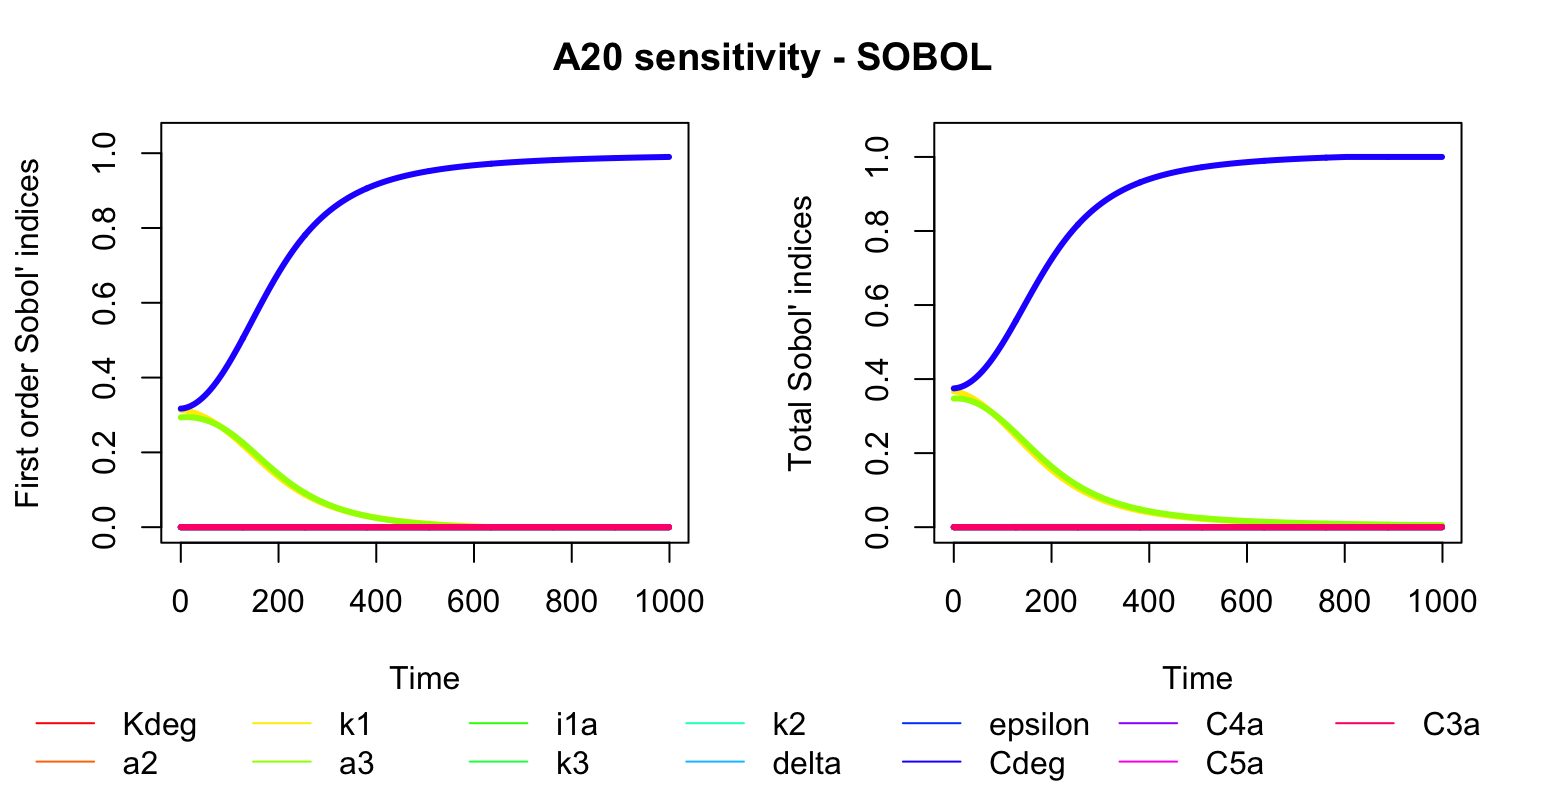 A20 sensitivity - SOBOL
First order Sobol' indices
0.0 0.2 0.4 0.6 0.8 1.0
0 200 400 600 800 1000
Time
Total Sobol' indices
0.0 0.2 0.4 0.6 0.8 1.0
0 200 400 600 800 1000
Time
Kdeg k1 i1a k2 epsilon C4a C3a
a2 a3 k3 delta Cdeg C5a